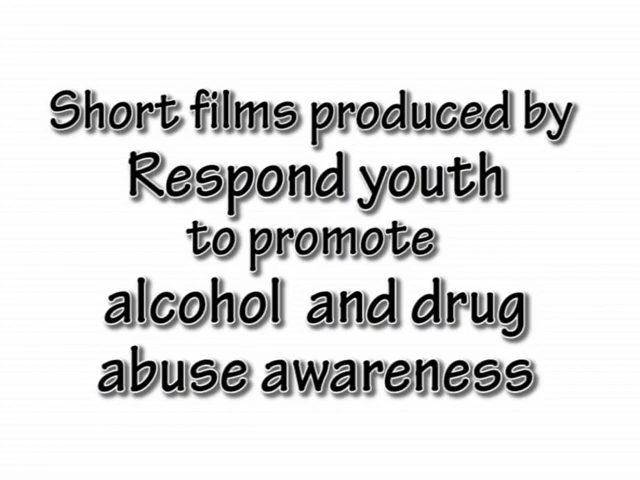 Short films produced by
Respond youth
to promote
alcohol and drug
abuse awareness